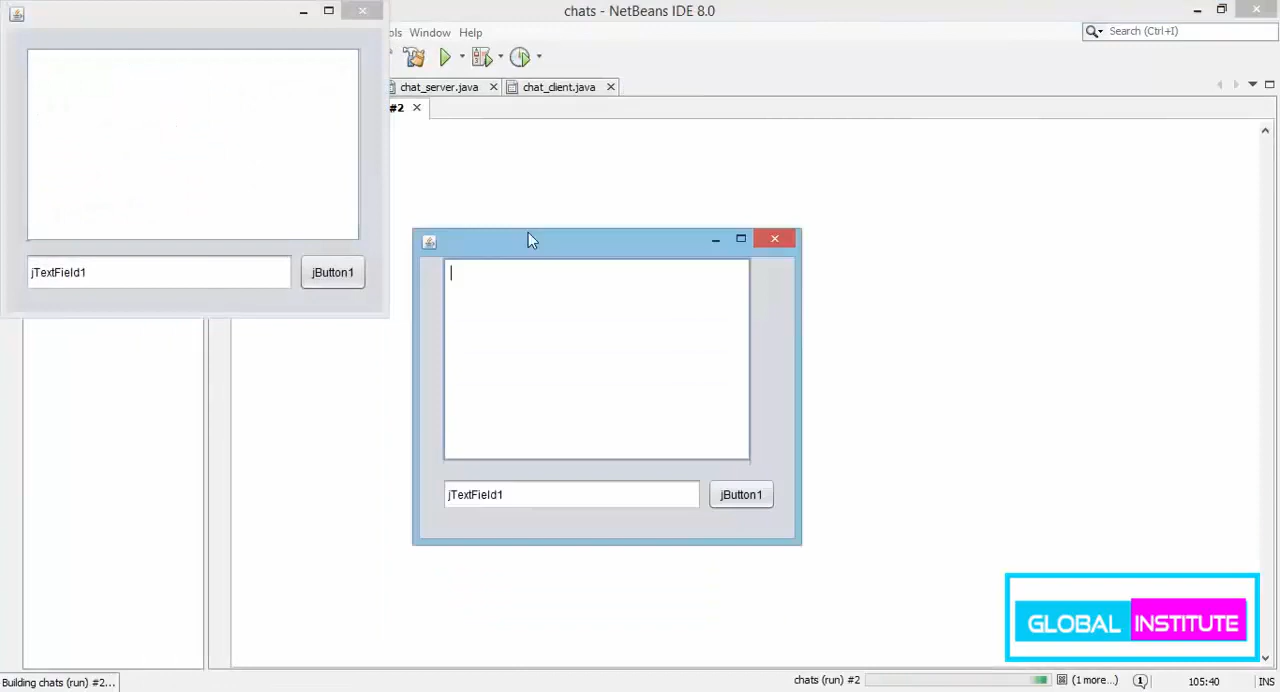 chats - NetBeans IDE 8.0
ols Window Help
Search (Ctrl+I)
chat_server.java
chat_client.java
#2
jTextField1
jButton1
jTextField1
jButton1
GLOBAL INSTITUTE
Building chats (run) #2...
chats (run) #2
(1 more...)
1
105:40
INS